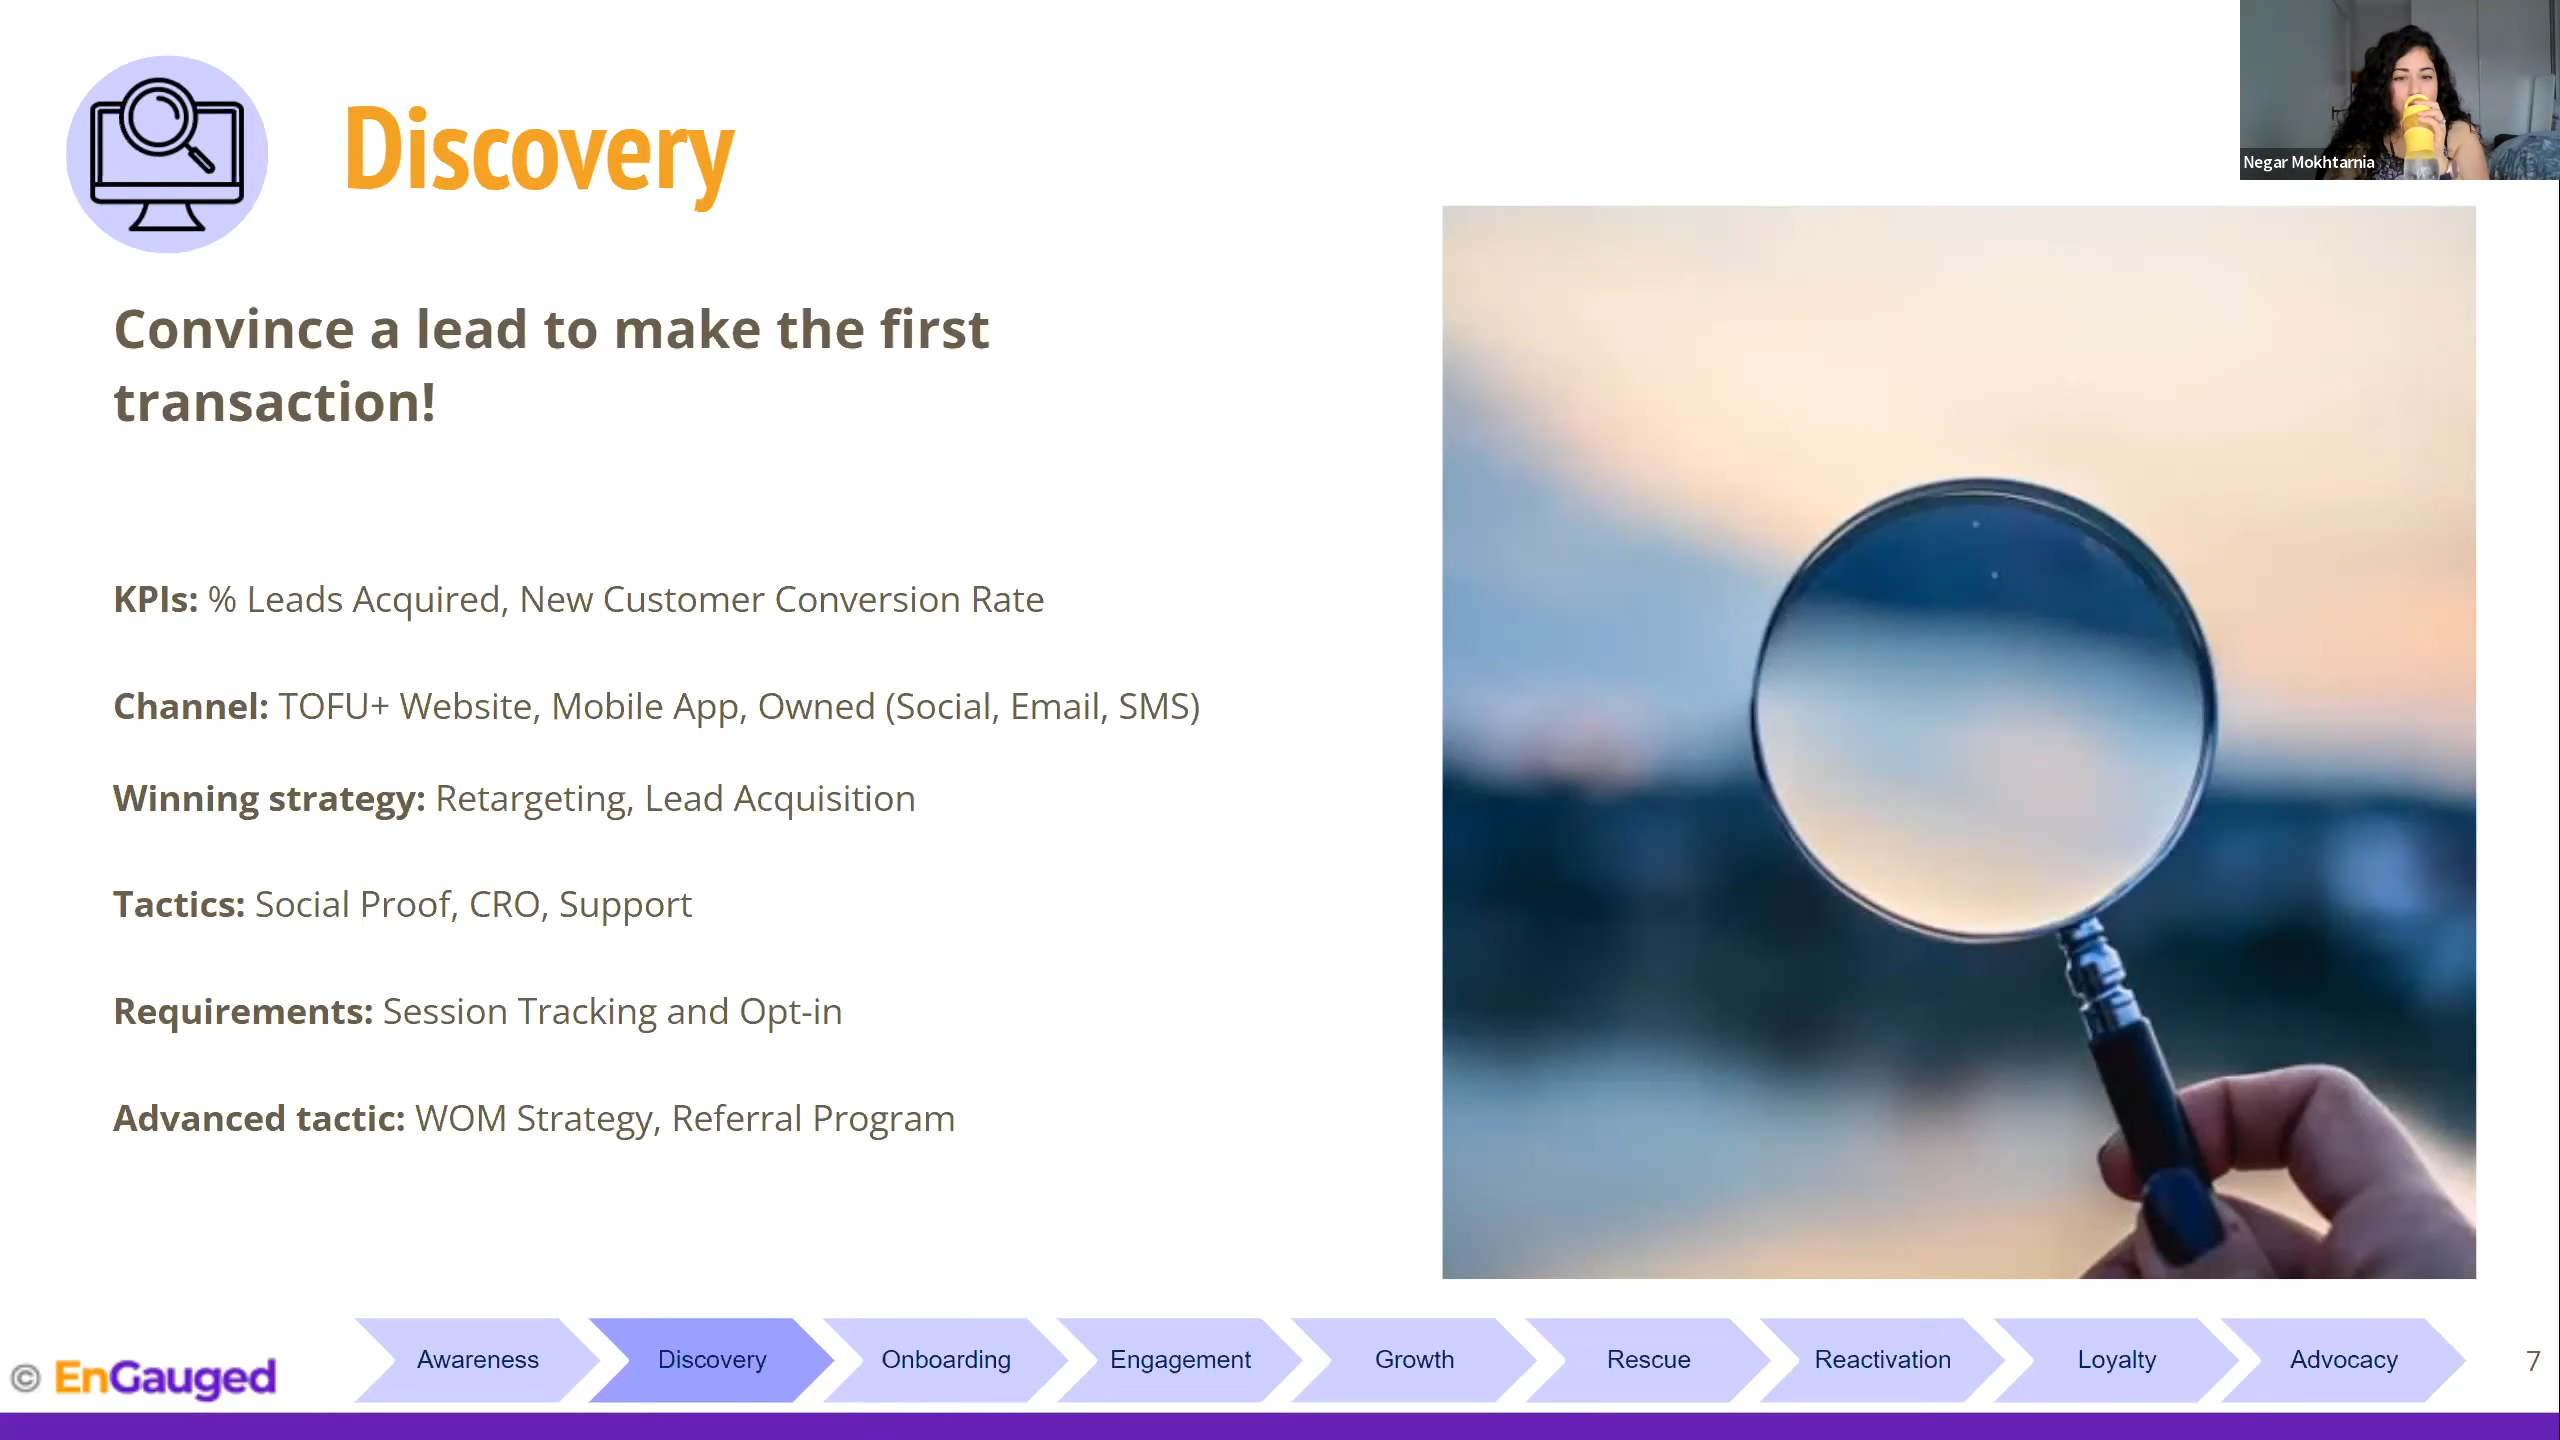 Negar Mokhtarnia
Discovery
Convince a lead to make the first
transaction!
KPIs: % Leads Acquired, New Customer Conversion Rate
Channel: TOFU+ Website, Mobile App, Owned (Social, Email, SMS)
Winning strategy: Retargeting, Lead Acquisition
Tactics: Social Proof, CRO, Support
Requirements: Session Tracking and Opt-in
Advanced tactic: WOM Strategy, Referral Program
© EnGauged
Awareness
Discovery
Onboarding
Engagement
Growth
Rescue
Reactivation
Loyalty
Advocacy
7